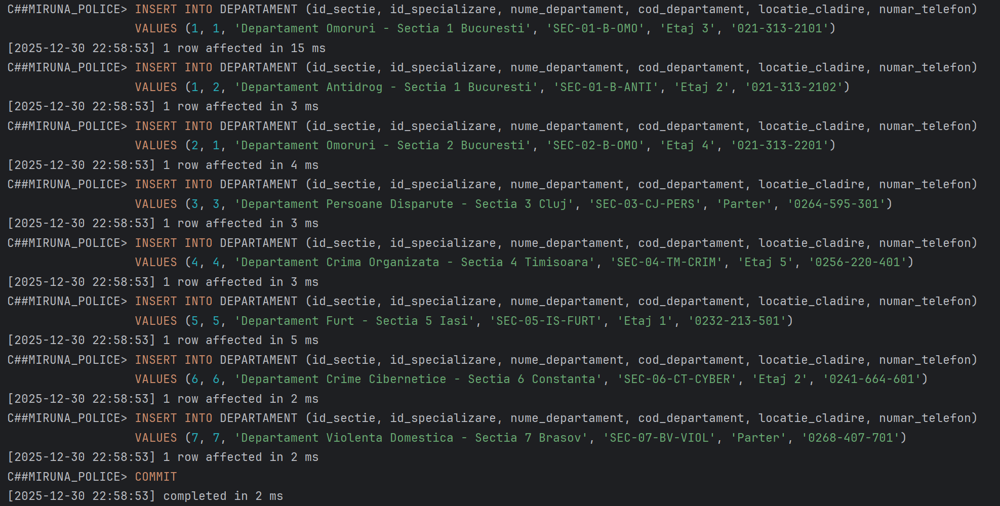 C##MIRUNA_POLICE> INSERT INTO DEPARTAMENT (id_sectie, id_specializare, nume_departament, cod_departament, locatie_cladire, numar_telefon)
VALUES (1, 1, 'Departament Omoruri - Sectia 1 Bucuresti', 'SEC-01-B-OMO', 'Etaj 3', '021-313-2101')
[2025-12-30 22:58:53] 1 row affected in 15 ms
C##MIRUNA_POLICE> INSERT INTO DEPARTAMENT (id_sectie, id_specializare, nume_departament, cod_departament, locatie_cladire, numar_telefon)
VALUES (1, 2, 'Departament Antidrog - Sectia 1 Bucuresti', 'SEC-01-B-ANTI', 'Etaj 2', '021-313-2102')
[2025-12-30 22:58:53] 1 row affected in 3 ms
C##MIRUNA_POLICE> INSERT INTO DEPARTAMENT (id_sectie, id_specializare, nume_departament, cod_departament, locatie_cladire, numar_telefon)
VALUES (2, 1, 'Departament Omoruri - Sectia 2 Bucuresti', 'SEC-02-B-OMO', 'Etaj 4', '021-313-2201')
[2025-12-30 22:58:53] 1 row affected in 4 ms
C##MIRUNA_POLICE> INSERT INTO DEPARTAMENT (id_sectie, id_specializare, nume_departament, cod_departament, locatie_cladire, numar_telefon)
VALUES (3, 3, 'Departament Persoane Disparute - Sectia 3 Cluj', 'SEC-03-CJ-PERS', 'Parter', '0264-595-301')
[2025-12-30 22:58:53] 1 row affected in 3 ms
C##MIRUNA_POLICE> INSERT INTO DEPARTAMENT (id_sectie, id_specializare, nume_departament, cod_departament, locatie_cladire, numar_telefon)
VALUES (4, 4, 'Departament Crima Organizata - Sectia 4 Timisoara', 'SEC-04-TM-CRIM', 'Etaj 5', '0256-220-401')
[2025-12-30 22:58:53] 1 row affected in 3 ms
C##MIRUNA_POLICE> INSERT INTO DEPARTAMENT (id_sectie, id_specializare, nume_departament, cod_departament, locatie_cladire, numar_telefon)
VALUES (5, 5, 'Departament Furt - Sectia 5 Iasi', 'SEC-05-IS-FURT', 'Etaj 1', '0232-213-501')
[2025-12-30 22:58:53] 1 row affected in 5 ms
C##MIRUNA_POLICE> INSERT INTO DEPARTAMENT (id_sectie, id_specializare, nume_departament, cod_departament, locatie_cladire, numar_telefon)
VALUES (6, 6, 'Departament Crime Cibernetice - Sectia 6 Constanta', 'SEC-06-CT-CYBER', 'Etaj 2', '0241-664-601')
[2025-12-30 22:58:53] 1 row affected in 2 ms
C##MIRUNA_POLICE> INSERT INTO DEPARTAMENT (id_sectie, id_specializare, nume_departament, cod_departament, locatie_cladire, numar_telefon)
VALUES (7, 7, 'Departament Violenta Domestica - Sectia 7 Brasov', 'SEC-07-BV-VIOL', 'Parter', '0268-407-701')
[2025-12-30 22:58:53] 1 row affected in 2 ms
C##MIRUNA_POLICE> COMMIT
[2025-12-30 22:58:53] completed in 2 ms